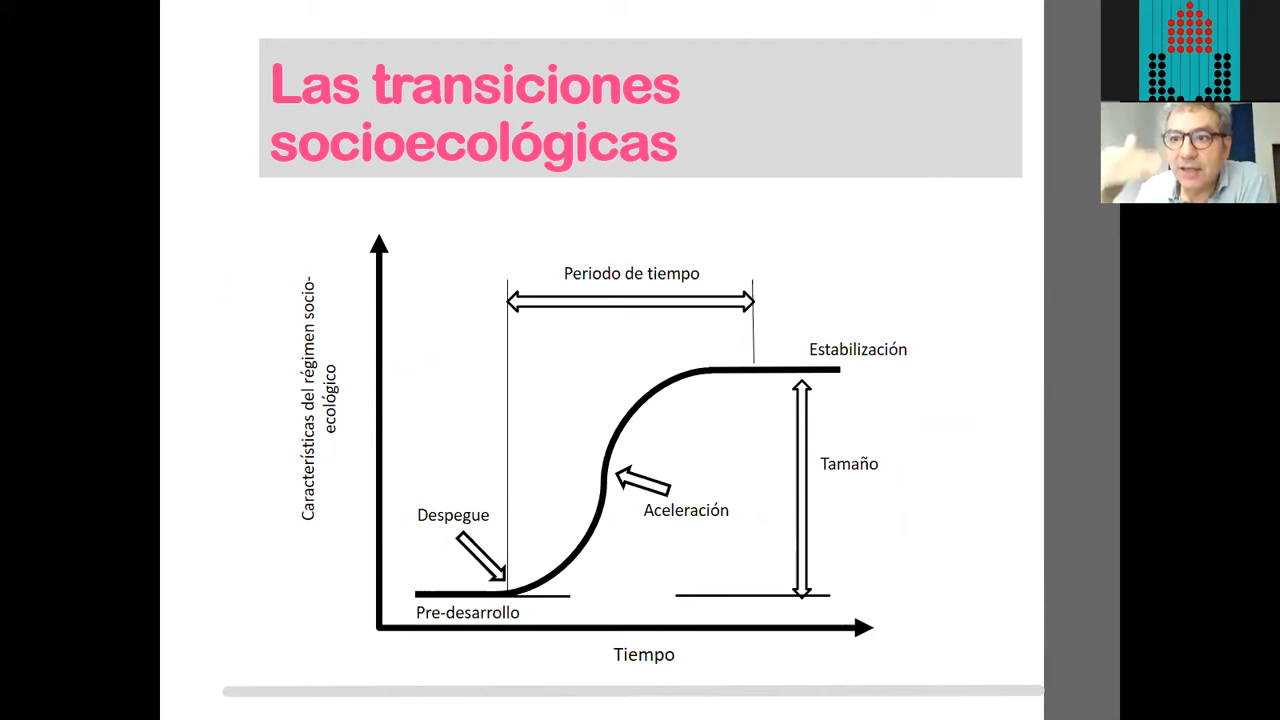 Las transiciones
socioecológicas
Periodo de tiempo
Características del régimen socio-
ecológico
Estabilización
Tamaño
Aceleración
Despegue
Pre-desarrollo
Tiempo